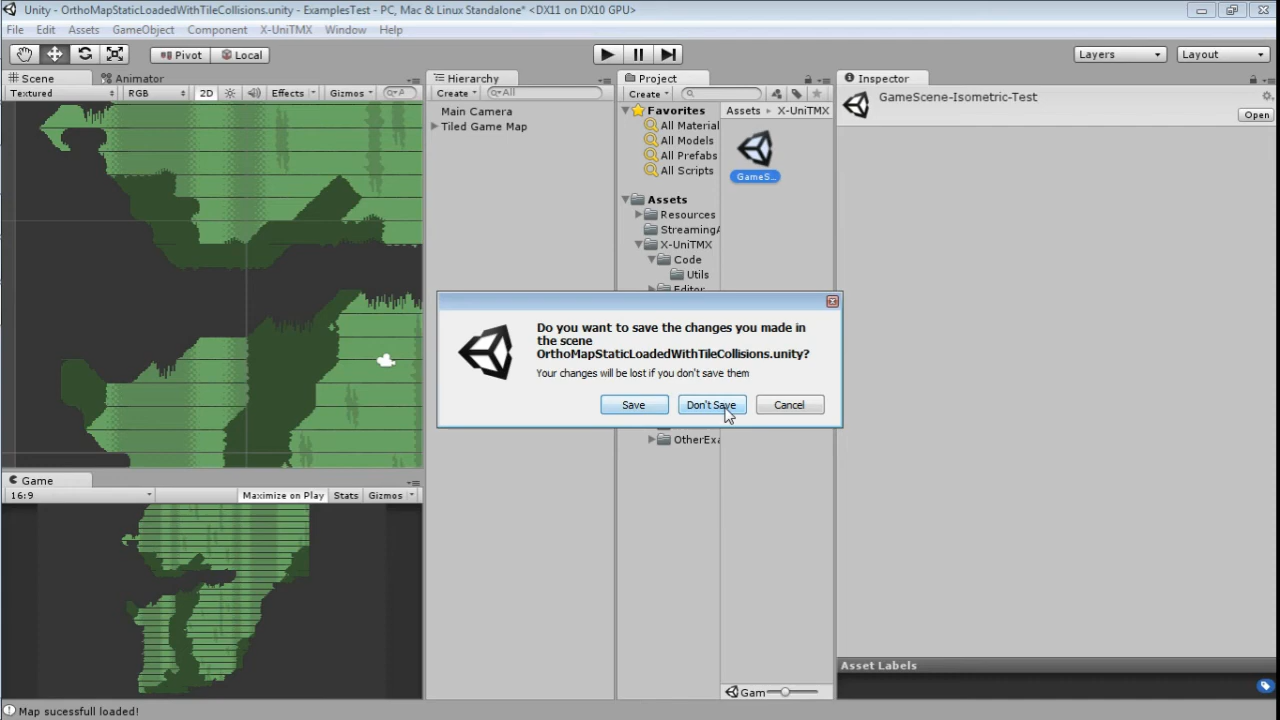 Unity - OrthoMapStaticLoadedWithTileCollisions.unity - ExamplesTest - PC, Mac & Linux Standalone* <DX11 on DX10 GPU>
File Edit Assets GameObject Component X-UniTMX Window Help
Pivot Local Layers Layout
Scene Animator
Textured RGB 2D Effects Gizmos A
Hierarchy
Create All
Main Camera
Tiled Game Map
Project
Create
Favorites
All Material
All Models
All Prefabs
All Scripts
Assets
Resources
StreamingA
X-UniTMX
Code
Utils
Editor
OtherExa
Assets X-UniTMX
GameS...
Gam
Inspector
GameScene-Isometric-Test
Open
Do you want to save the changes you made in
the scene
OrthoMapStaticLoadedWithTileCollisions.unity?
Your changes will be lost if you don't save them
Save Don't Save Cancel
Game
16:9 Maximize on Play Stats Gizmos
Asset Labels
Map sucessfull loaded!